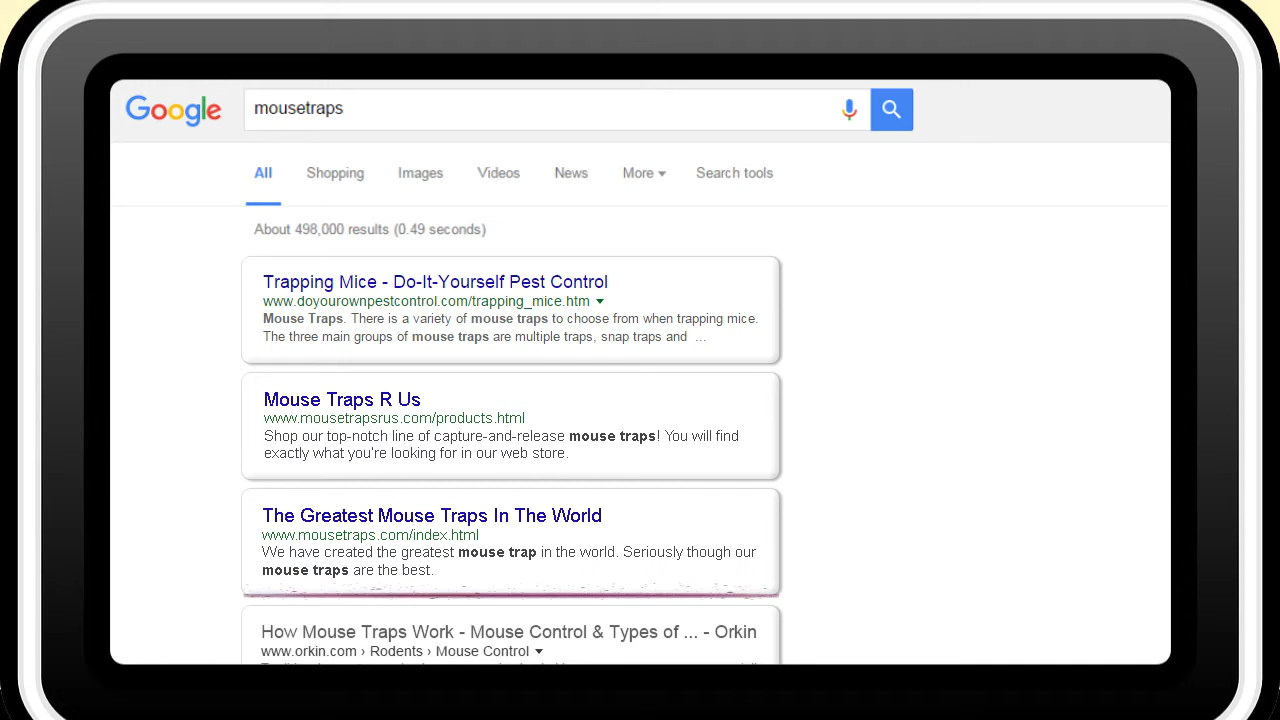 Google mousetraps
All Shopping Images Videos News More Search tools
About 498,000 results (0.49 seconds)
Trapping Mice - Do-It-Yourself Pest Control
www.doyourownpestcontrol.com/trapping_mice.htm
Mouse Traps. There is a variety of mouse traps to choose from when trapping mice.
The three main groups of mouse traps are multiple traps, snap traps and ...
Mouse Traps R Us
www.mousetrapsrus.com/products.html
Shop our top-notch line of capture-and-release mouse traps! You will find
exactly what you're looking for in our web store.
The Greatest Mouse Traps In The World
www.mousetraps.com/index.html
We have created the greatest mouse trap in the world. Seriously though our
mouse traps are the best.
How Mouse Traps Work - Mouse Control & Types of ... - Orkin
www.orkin.com › Rodents › Mouse Control